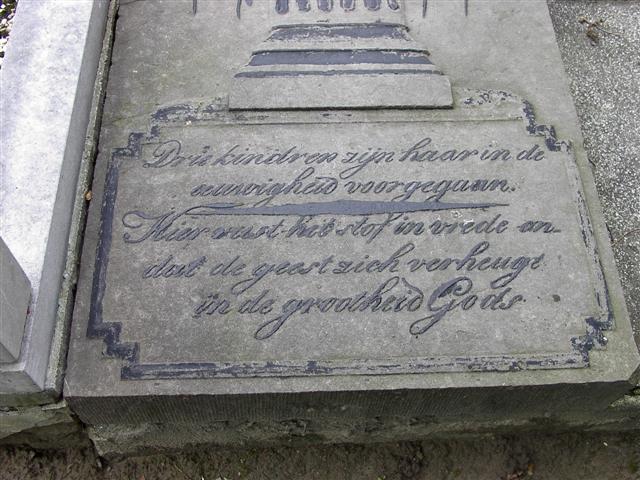 Drie kindren zijn haar in de
eeuwigheid voorgegaan.
Hier rust het stof in vrede on-
dat de geest zich verheugt
in de grootheid Gods